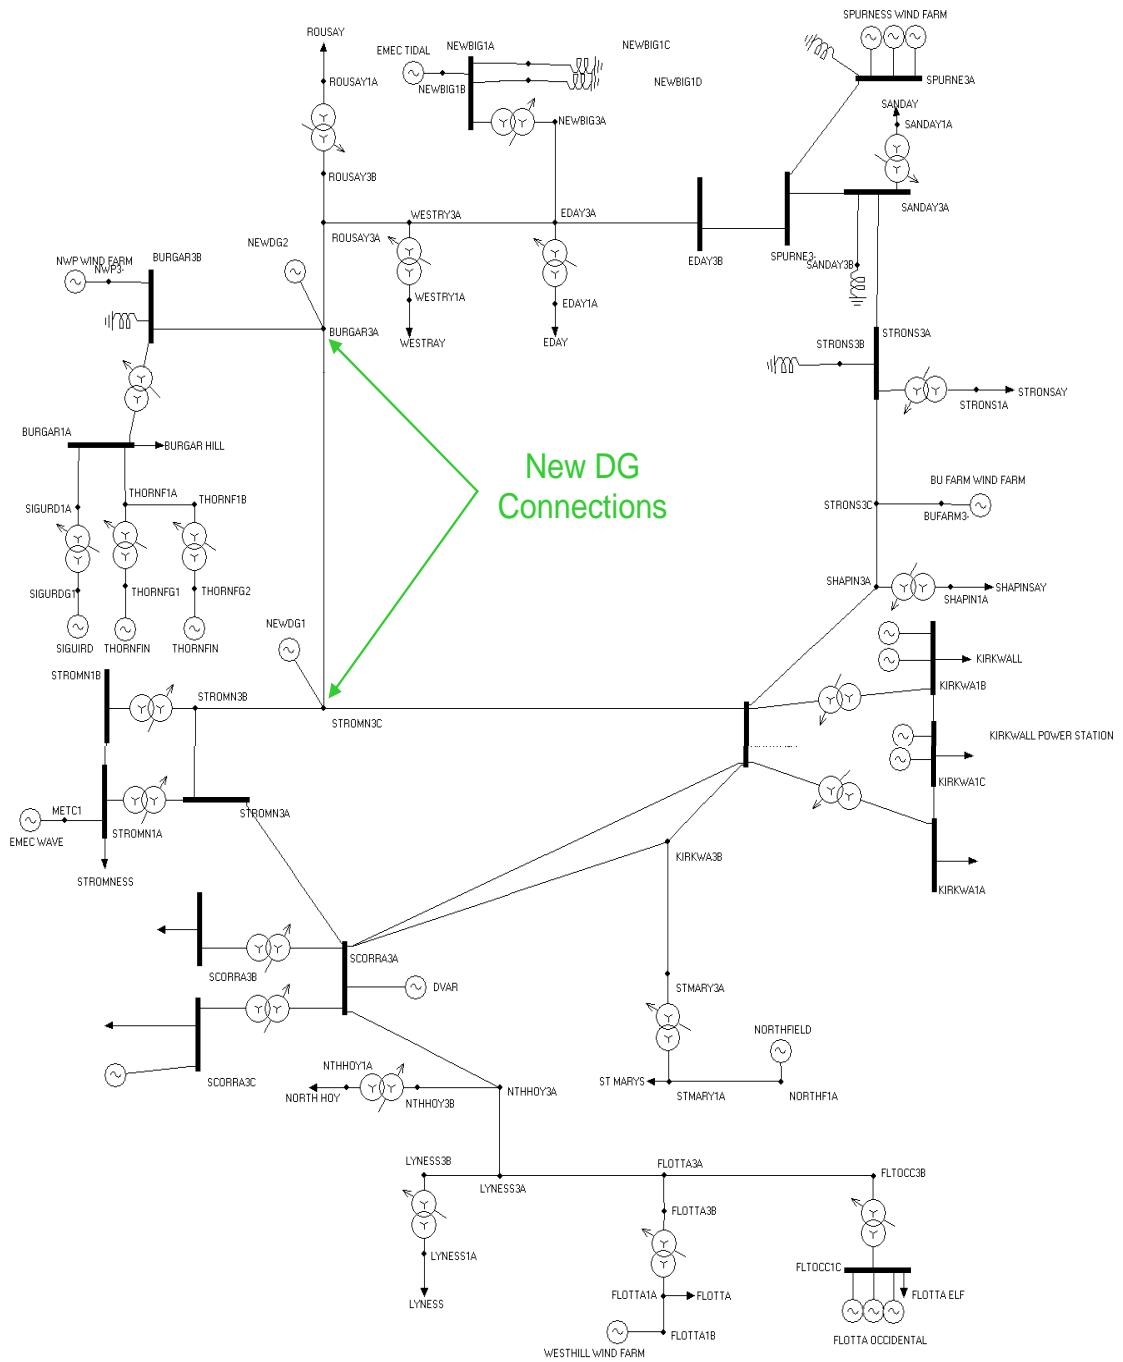 SPURNESS WIND FARM
ROUSAY
EMEC TIDAL
NEWBIG1A
NEWBIG1C
ROUSAY1A
NEWBIG1B
NEWBIG1D
SPURNE3A
SANDAY
NEWBIG3A
SANDAY1A
ROUSAY3B
WESTRY3A
EDAY3A
SANDAY3A
ROUSAY3A
NEWDG2
BURGAR3B
NWP WIND FARM
NWP3-
EDAY3B
SPURNE3-
SANDAY3B
WESTRY1A
EDAY1A
BURGAR3A
WESTRAY
EDAY
STRONS3A
STRONS3B
STRONSAY
STRONS1A
BURGAR1A
BURGAR HILL
New DG
Connections
THORNF1A
THORNF1B
SIGURD1A
BU FARM WIND FARM
STRONS3C
BUFARM3-
SIGURDG1
THORNFG1
THORNFG2
SHAPIN3A
SHAPINSAY
SHAPIN1A
NEWDG1
SIGUIRD
THORNFIN
THORNFIN
STROMN1B
STROMN3B
KIRKWALL
KIRKWA1B
STROMN3C
KIRKWALL POWER STATION
KIRKWA1C
METC1
STROMN3A
EMEC WAVE
STROMN1A
KIRKWA3B
STROMNESS
KIRKWA1A
SCORRA3A
SCORRA3B
DVAR
STMARY3A
NORTHFIELD
NTHHOY1A
SCORRA3C
ST MARYS
NORTH HOY
NTHHOY3B
NTHHOY3A
STMARY1A
NORTHF1A
LYNESS3B
FLOTTA3A
FLTOCC3B
LYNESS3A
FLOTTA3B
LYNESS1A
FLTOCC1C
LYNESS
FLOTTA1A
FLOTTA
FLOTTA ELF
FLOTTA1B
FLOTTA OCCIDENTAL
WESTHILL WIND FARM